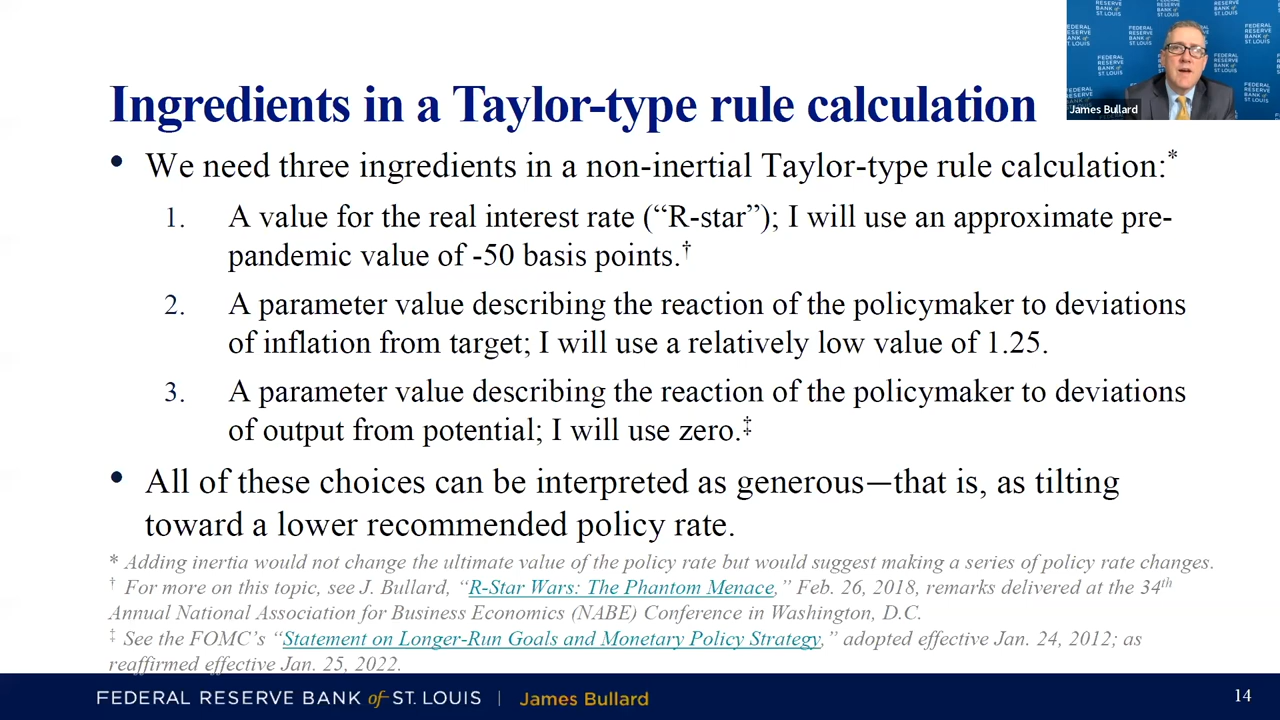 FEDERAL RESERVE BANK of ST. LOUIS
James Bullard
Ingredients in a Taylor-type rule calculation
• We need three ingredients in a non-inertial Taylor-type rule calculation:*
1. A value for the real interest rate (“R-star”); I will use an approximate pre-
pandemic value of -50 basis points.†
2. A parameter value describing the reaction of the policymaker to deviations
of inflation from target; I will use a relatively low value of 1.25.
3. A parameter value describing the reaction of the policymaker to deviations
of output from potential; I will use zero.‡
• All of these choices can be interpreted as generous—that is, as tilting
toward a lower recommended policy rate.
* Adding inertia would not change the ultimate value of the policy rate but would suggest making a series of policy rate changes.
† For more on this topic, see J. Bullard, “R-Star Wars: The Phantom Menace,” Feb. 26, 2018, remarks delivered at the 34th
Annual National Association for Business Economics (NABE) Conference in Washington, D.C.
‡ See the FOMC’s “Statement on Longer-Run Goals and Monetary Policy Strategy,” adopted effective Jan. 24, 2012; as
reaffirmed effective Jan. 25, 2022.
FEDERAL RESERVE BANK of ST. LOUIS | James Bullard 14